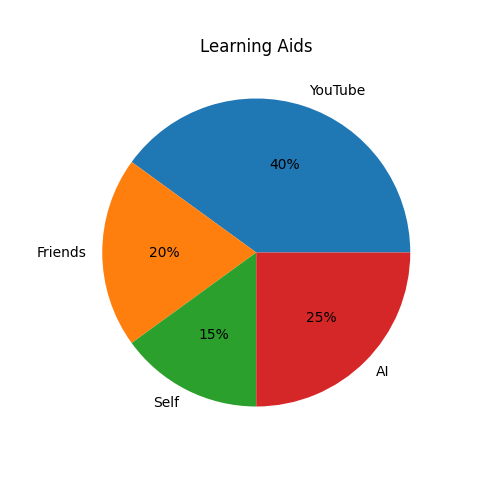 Learning Aids
YouTube
40%
Friends
20%
25%
15%
AI
Self